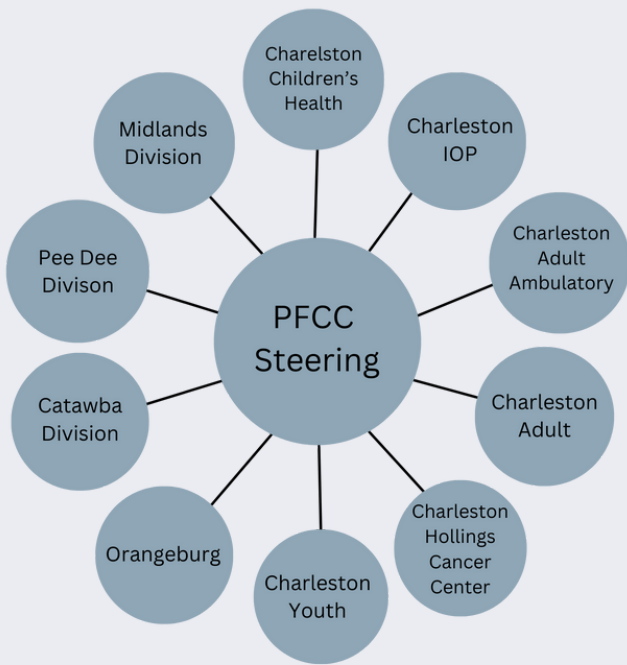 Charelston
Children's
Health
Charleston
IOP
Charleston
Adult
Ambulatory
Charleston
Adult
Charleston
Hollings
Cancer
Center
Charleston
Youth
Orangeburg
Catawba
Division
Pee Dee
Divison
Midlands
Division
PFCC
Steering